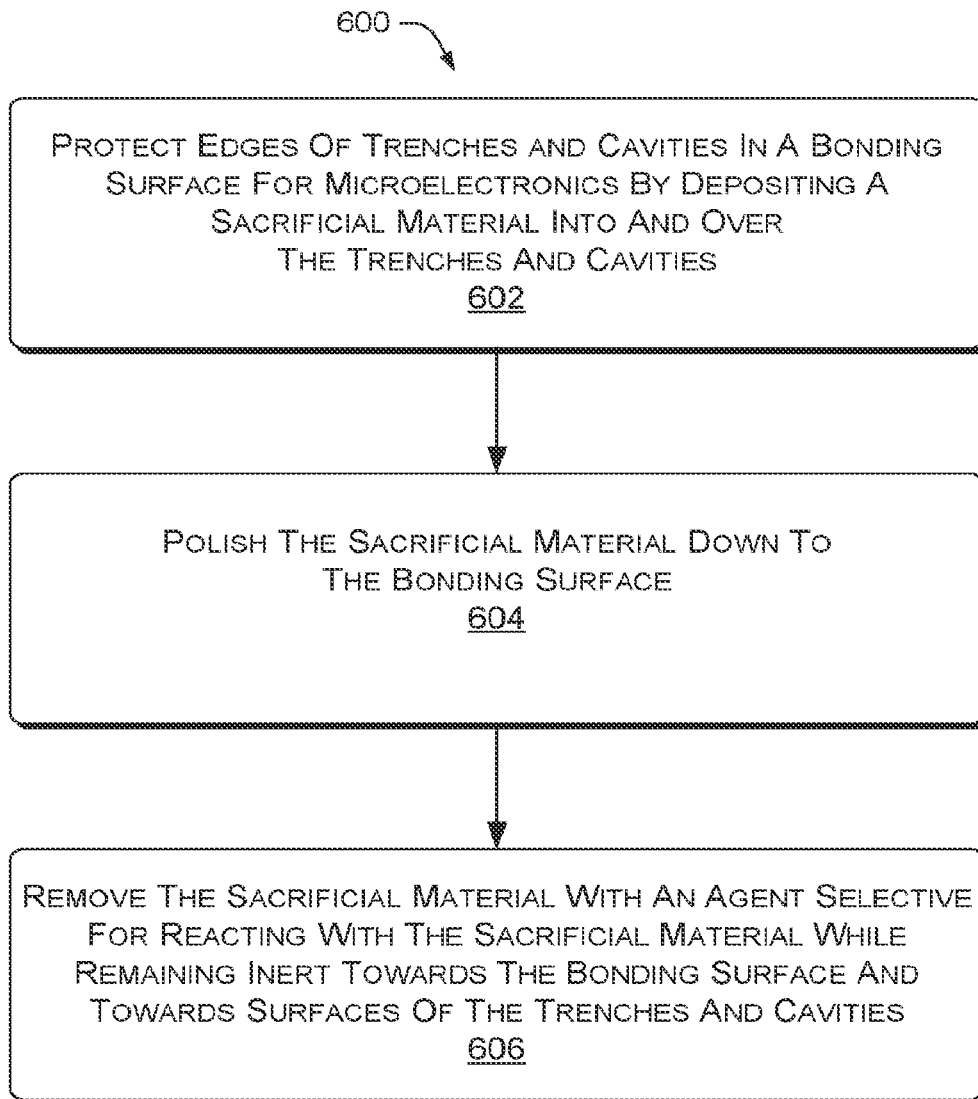 600
PROTECT EDGES OF TRENCHES AND CAVITIES IN A BONDING
SURFACE FOR MICROELECTRONICS BY DEPOSITING A
SACRIFICIAL MATERIAL INTO AND OVER
THE TRENCHES AND CAVITIES
602
POLISH THE SACRIFICIAL MATERIAL DOWN TO
THE BONDING SURFACE
604
REMOVE THE SACRIFICIAL MATERIAL WITH AN AGENT SELECTIVE
FOR REACTING WITH THE SACRIFICIAL MATERIAL WHILE
REMAINING INERT TOWARDS THE BONDING SURFACE AND
TOWARDS SURFACES OF THE TRENCHES AND CAVITIES
606